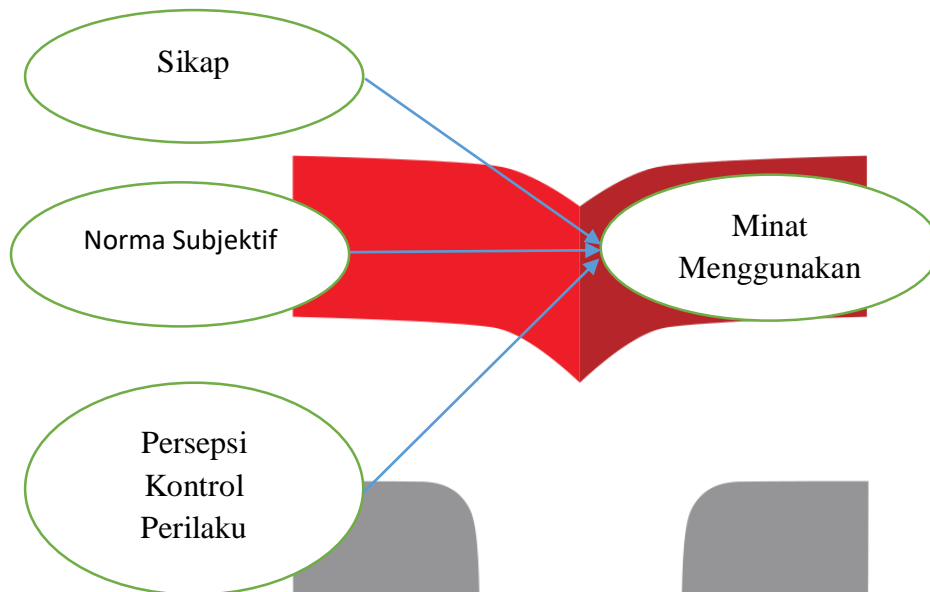 Sikap
Norma Subjektif
Minat
Menggunakan
Persepsi
Kontrol
Perilaku